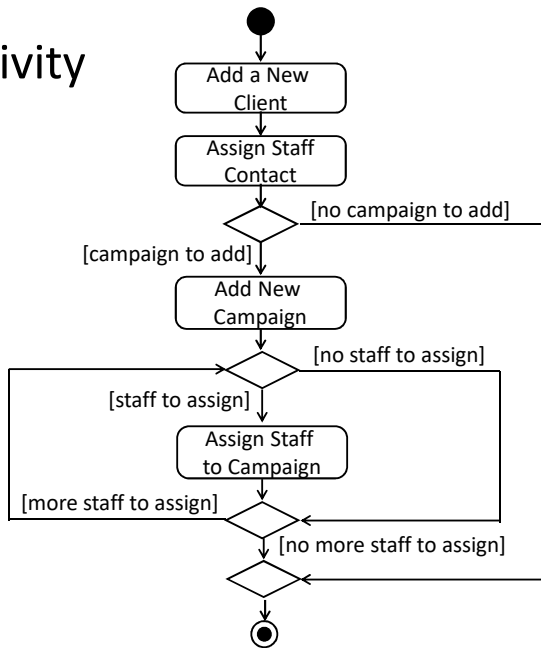 ivity
Add a New
Client
Assign Staff
Contact
[no campaign to add]
[campaign to add]
Add New
Campaign
[no staff to assign]
[staff to assign]
Assign Staff
to Campaign
[more staff to assign]
[no more staff to assign]